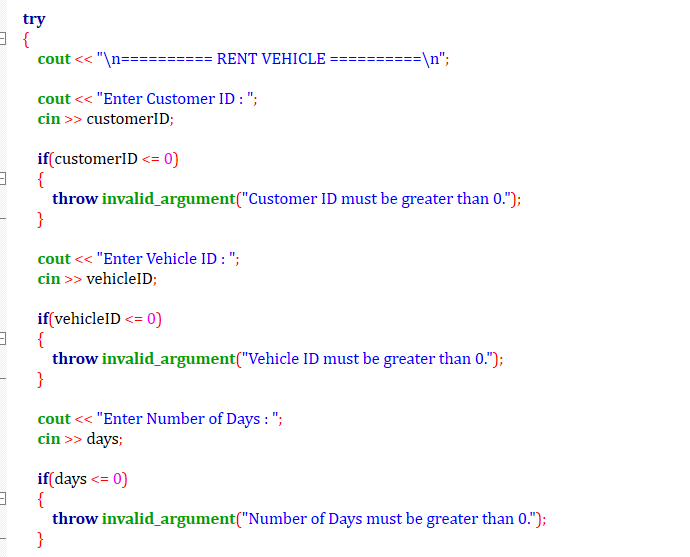 try
{
cout << "\n========== RENT VEHICLE ==========\n";
cout << "Enter Customer ID : ";
cin >> customerID;
if(customerID <= 0)
{
throw invalid_argument("Customer ID must be greater than 0.");
}
cout << "Enter Vehicle ID : ";
cin >> vehicleID;
if(vehicleID <= 0)
{
throw invalid_argument("Vehicle ID must be greater than 0.");
}
cout << "Enter Number of Days : ";
cin >> days;
if(days <= 0)
{
throw invalid_argument("Number of Days must be greater than 0.");
}